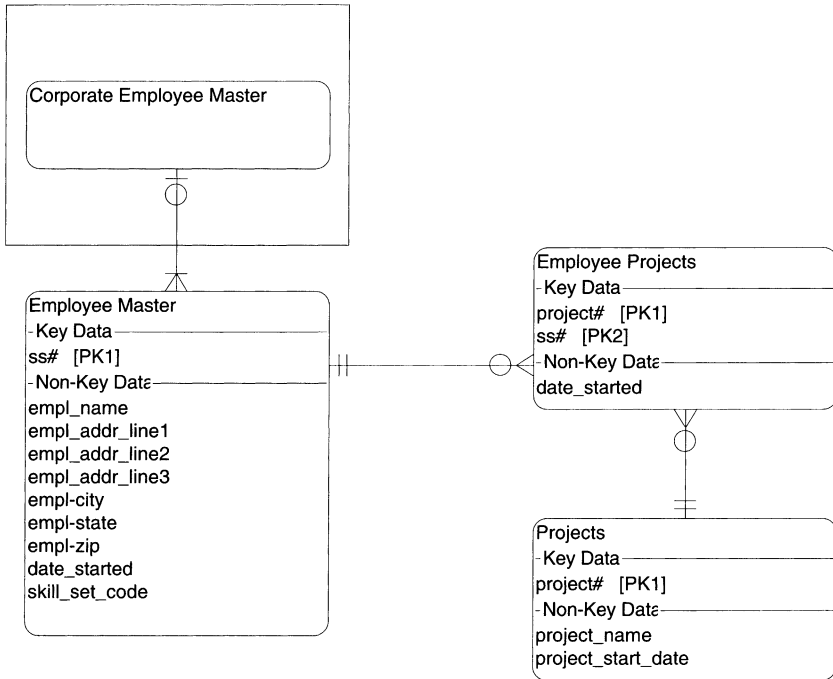 Corporate Employee Master
Employee Master
Key Data
ss# [PK1]
Non-Key Data
empl_name
empl_addr_line1
empl_addr_line2
empl_addr_line3
empl-city
empl-state
empl-zip
date_started
skill_set_code
Employee Projects
Key Data
project# [PK1]
ss# [PK2]
Non-Key Data
date_started
Projects
Key Data
project# [PK1]
Non-Key Data
project_name
project_start_date